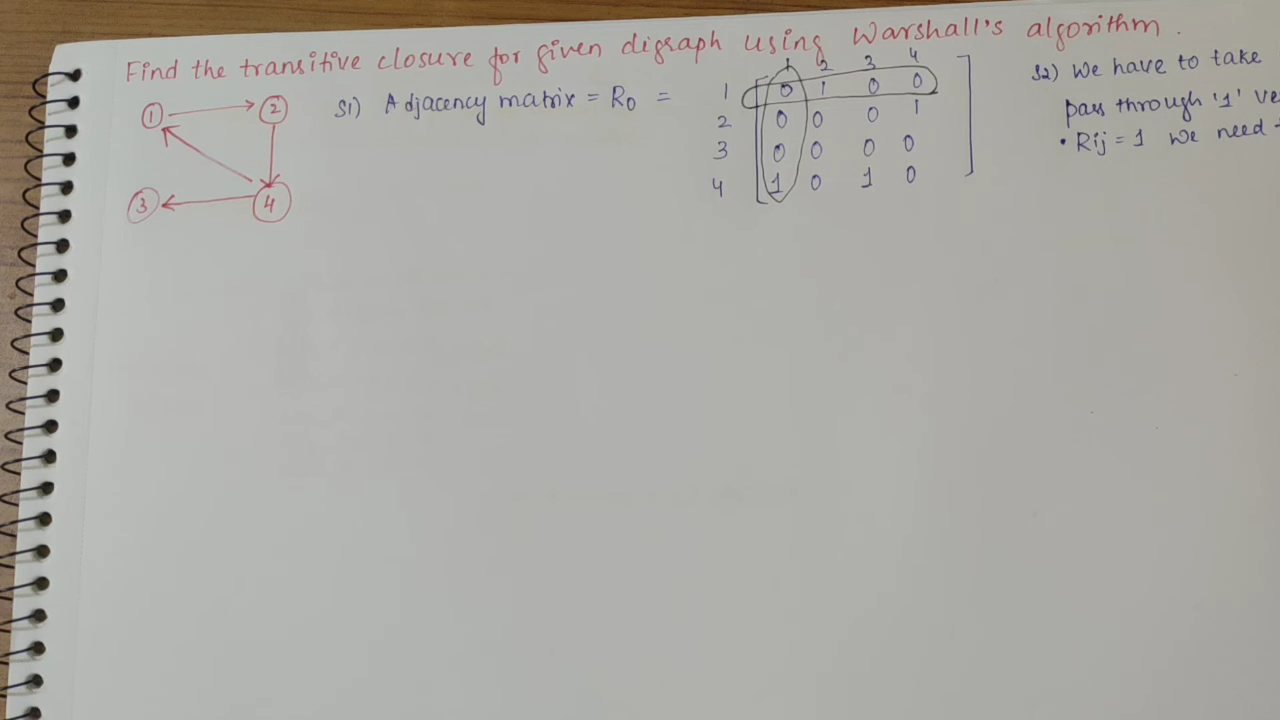 Find the transitive closure for given digraph using Warshall's algorithm.
1 2
3 4
S1) Adjacency matrix = R0 =
1 2 3 4
1 0 1 0 0
2 0 0 0 1
3 0 0 0 0
4 1 0 1 0
S2) We have to take
pass through '1' ve
• Rij = 1 we need